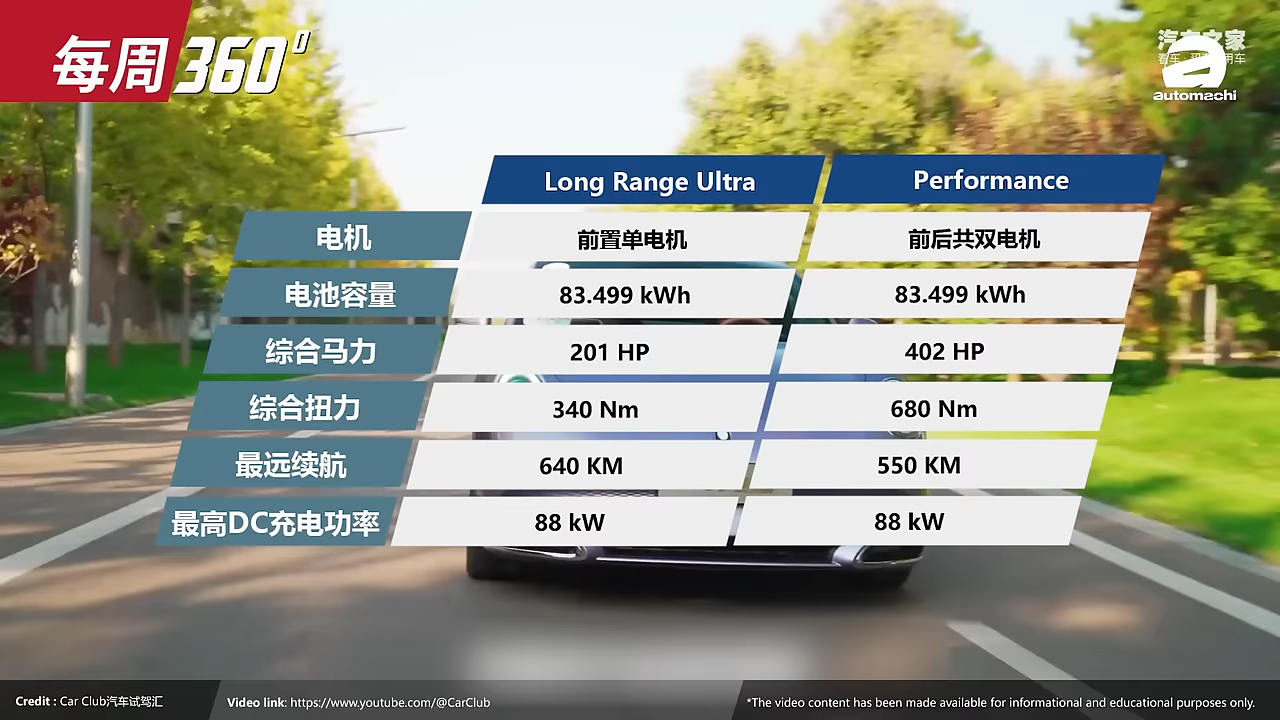 每周360°
汽车之家
automachi
Long Range Ultra Performance
电机 前置单电机 前后共双电机
电池容量 83.499 kWh 83.499 kWh
综合马力 201 HP 402 HP
综合扭力 340 Nm 680 Nm
最远续航 640 KM 550 KM
最高DC充电功率 88 kW 88 kW
Credit : Car Club汽车试驾汇
Video link: https://www.youtube.com/@CarClub
*The video content has been made available for informational and educational purposes only.